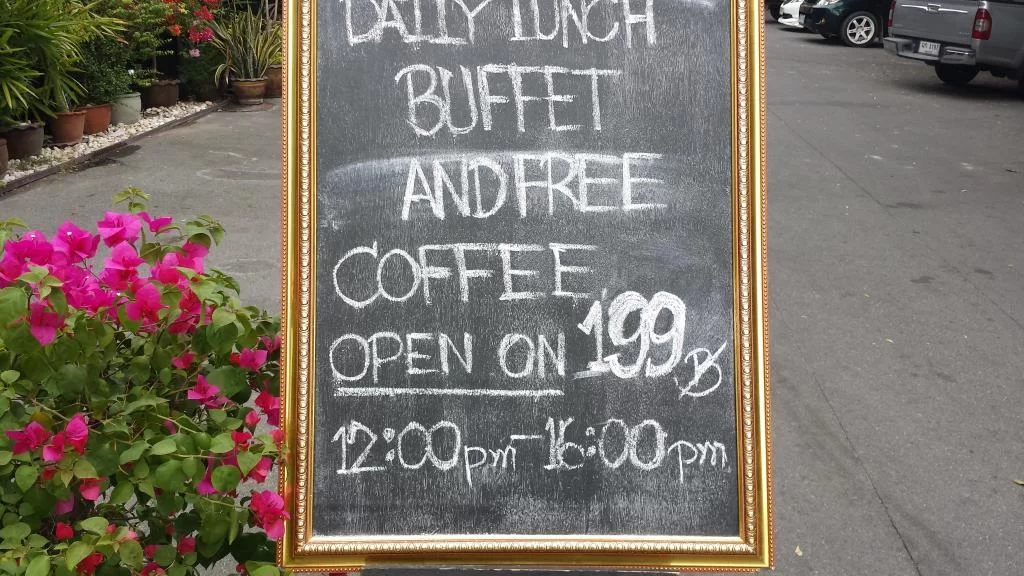 DAILY LUNCH
BUFFET
AND FREE
COFFEE
OPEN ON 199฿
12:00pm - 16:00pm